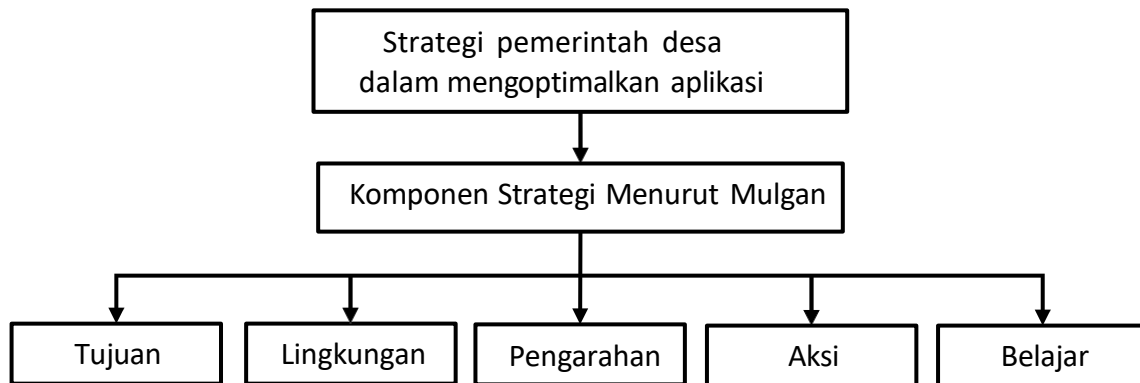 Strategi pemerintah desa
dalam mengoptimalkan aplikasi
Komponen Strategi Menurut Mulgan
Tujuan
Lingkungan
Pengarahan
Aksi
Belajar